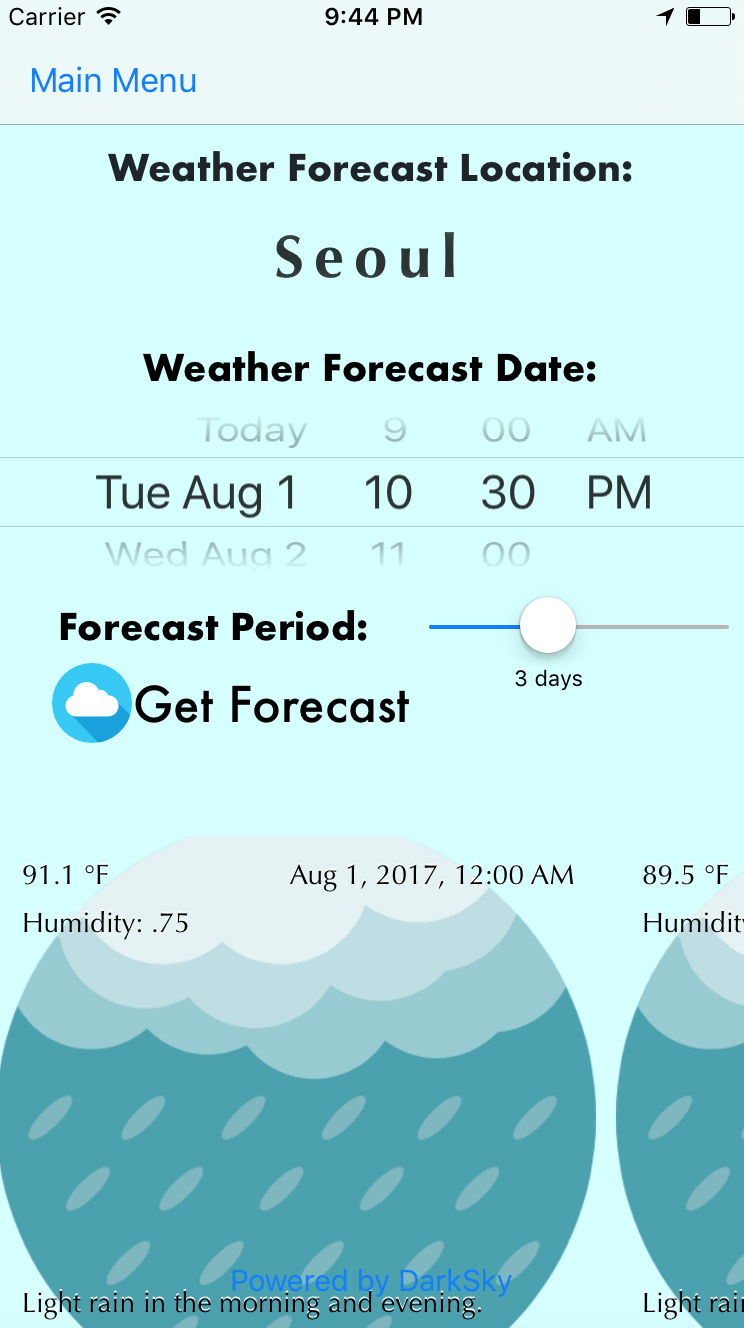 Carrier 9:44 PM
Main Menu
Weather Forecast Location:
Seoul
Weather Forecast Date:
Today 9 00 AM
Tue Aug 1 10 30 PM
Wed Aug 2 11 00
Forecast Period:
3 days
Get Forecast
91.1 °F Aug 1, 2017, 12:00 AM 89.5 °F
Humidity: .75 Humidity
Powered by DarkSky
Light rain in the morning and evening. Light rai